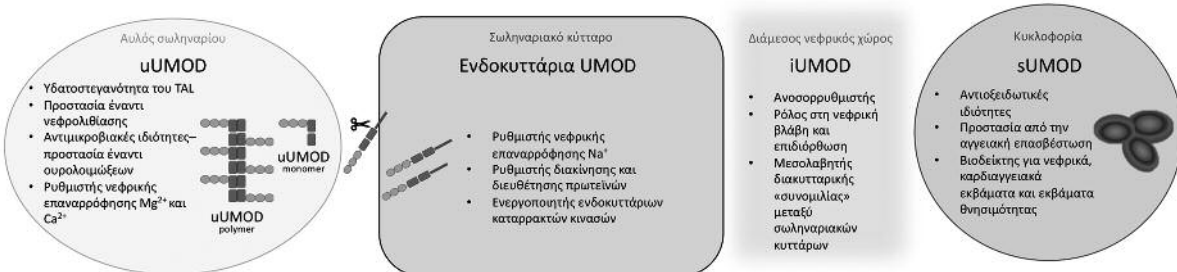 Αυλός σωληναρίου
uUMOD
• Υδατοστεγανότητα του TAL
• Προστασία έναντι
νεφρολιθίασης
• Αντιμικροβιακές ιδιότητες–
προστασία έναντι
ουρολοιμώξεων
• Ρυθμιστής νεφρικής
επαναρρόφησης Mg²⁺ και
Ca²⁺
uUMOD
monomer
uUMOD
polymer
Σωληναριακό κύτταρο
Ενδοκυττάρια UMOD
• Ρυθμιστής νεφρικής
επαναρρόφησης Na⁺
• Ρυθμιστής διακίνησης και
διευθέτησης πρωτεϊνών
• Ενεργοποιητής ενδοκυττάριων
καταρρακτών κινασών
Διάμεσος νεφρικός χώρος
iUMOD
• Ανοσορρυθμιστής
• Ρόλος στη νεφρική
βλάβη και
επιδιόρθωση
• Μεσολαβητής
διακυτταρικής
«συνομιλίας»
μεταξύ
σωληναριακών
κυττάρων
Κυκλοφορία
sUMOD
• Αντιοξειδωτικές
ιδιότητες
• Προστασία από την
αγγειακή επασβέστωση
• Βιοδείκτης για νεφρικά,
καρδιαγγειακά
εκβάματα και εκβάματα
θνησιμότητας